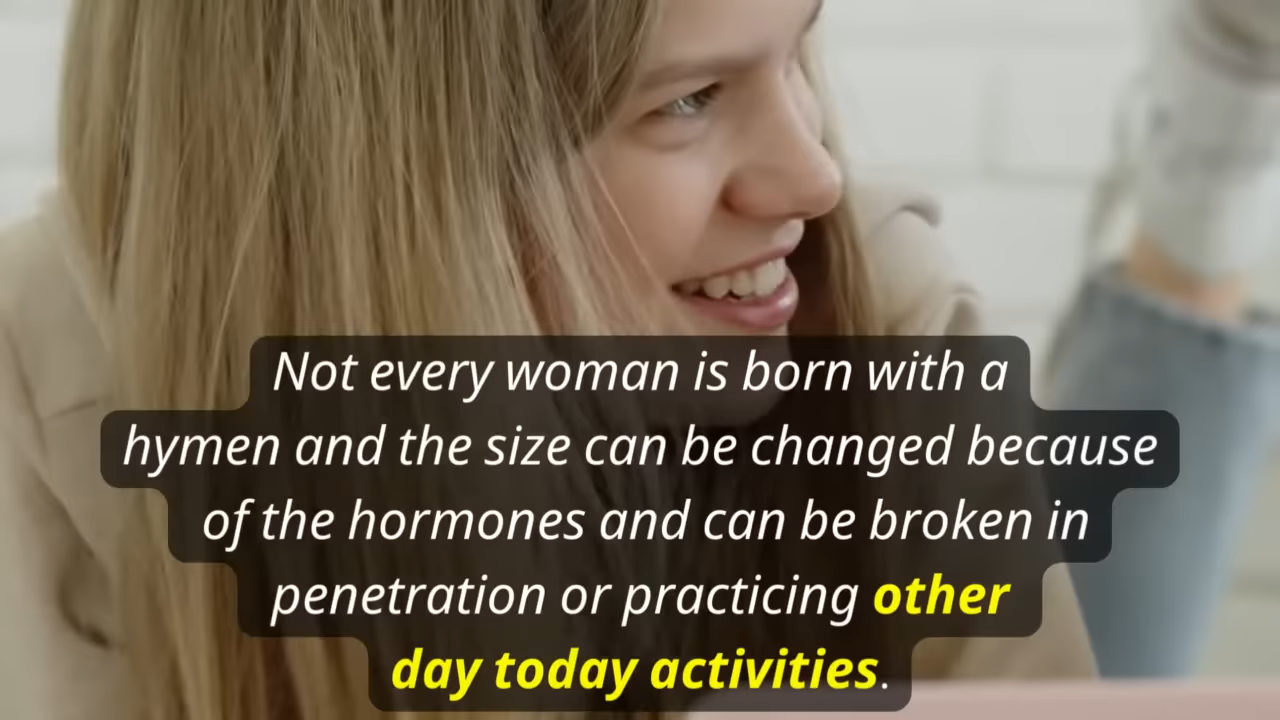 Not every woman is born with a
hymen and the size can be changed because
of the hormones and can be broken in
penetration or practicing other
day today activities.